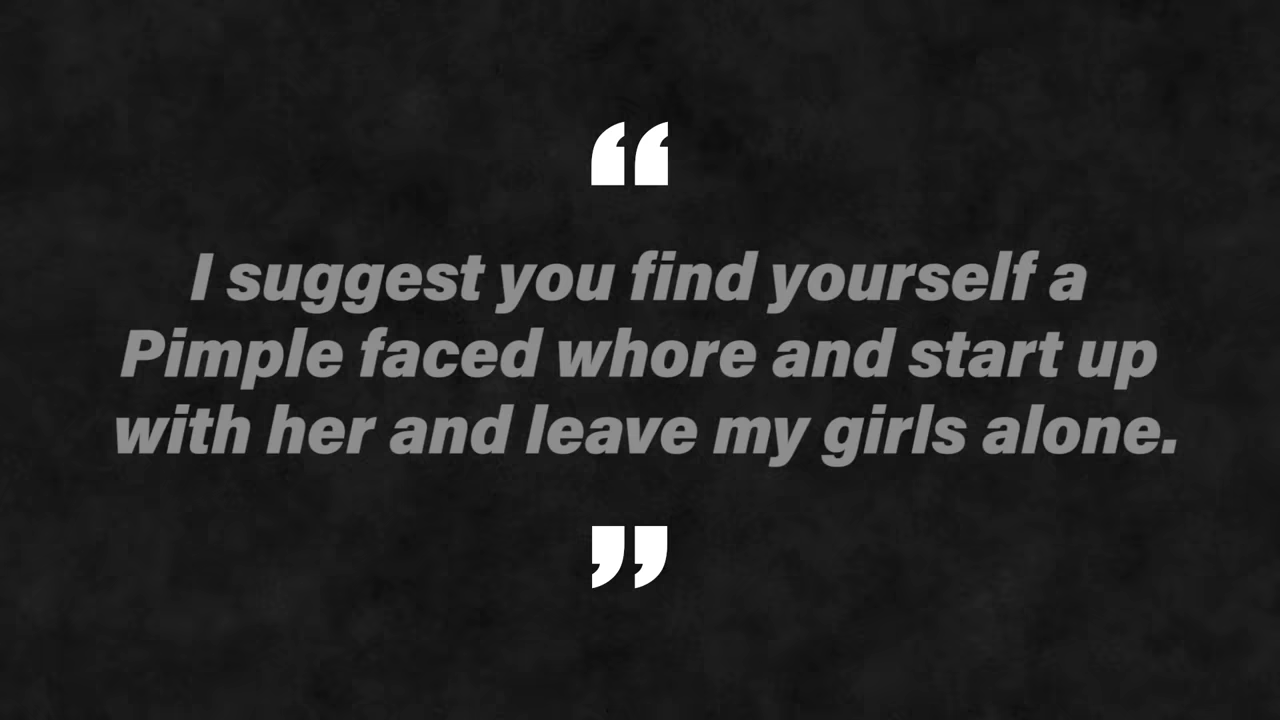 “
I suggest you find yourself a
Pimple faced whore and start up
with her and leave my girls alone.
”